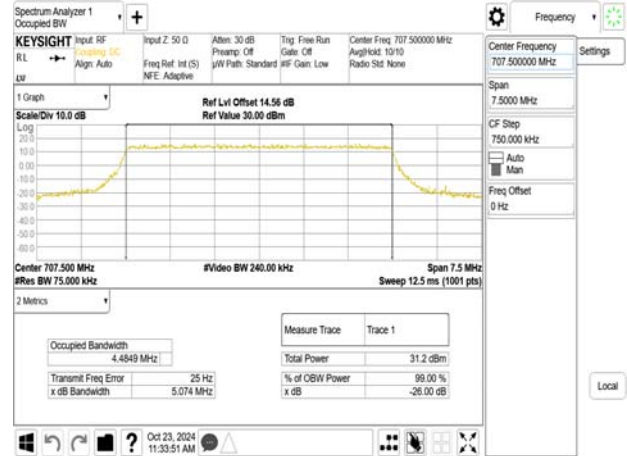 Spectrum Analyzer 1
Occupied BW
KEYSIGHT
RL
Input: RF
Coupling: DC
Align: Auto
Input Z: 50 Ω
Freq Ref: Int (S)
NFE: Adaptive
Atten: 30 dB
Preamp: Off
µW Path: Standard
Trig: Free Run
Gate: Off
#IF Gain: Low
Center Freq: 707.500000 MHz
Avg|Hold: 10/10
Radio Std: None
1 Graph
Scale/Div 10.0 dB
Ref Lvl Offset 14.56 dB
Ref Value 30.00 dBm
Log
20.0
10.0
0.00
-10.0
-20.0
-30.0
-40.0
-50.0
-60.0
Center 707.500 MHz
#Res BW 75.000 kHz
#Video BW 240.00 kHz
Span 7.5 MHz
Sweep 12.5 ms (1001 pts)
2 Metrics
Measure Trace Trace 1
Occupied Bandwidth
4.4849 MHz
Total Power 31.2 dBm
Transmit Freq Error 25 Hz
% of OBW Power 99.00 %
x dB Bandwidth 5.074 MHz
x dB -26.00 dB
Oct 23, 2024
11:33:51 AM
Frequency
Settings
Center Frequency
707.500000 MHz
Span
7.5000 MHz
CF Step
750.000 kHz
Auto
Man
Freq Offset
0 Hz
Local